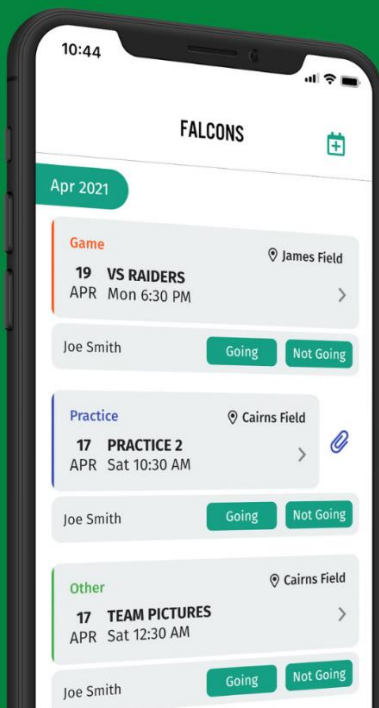 10:44
FALCONS
Apr 2021
Game
James Field
19 VS RAIDERS
APR Mon 6:30 PM
Joe Smith
Going
Not Going
Practice
Cairns Field
17 PRACTICE 2
APR Sat 10:30 AM
Joe Smith
Going
Not Going
Other
Cairns Field
17 TEAM PICTURES
APR Sat 12:30 AM
Joe Smith
Going
Not Going